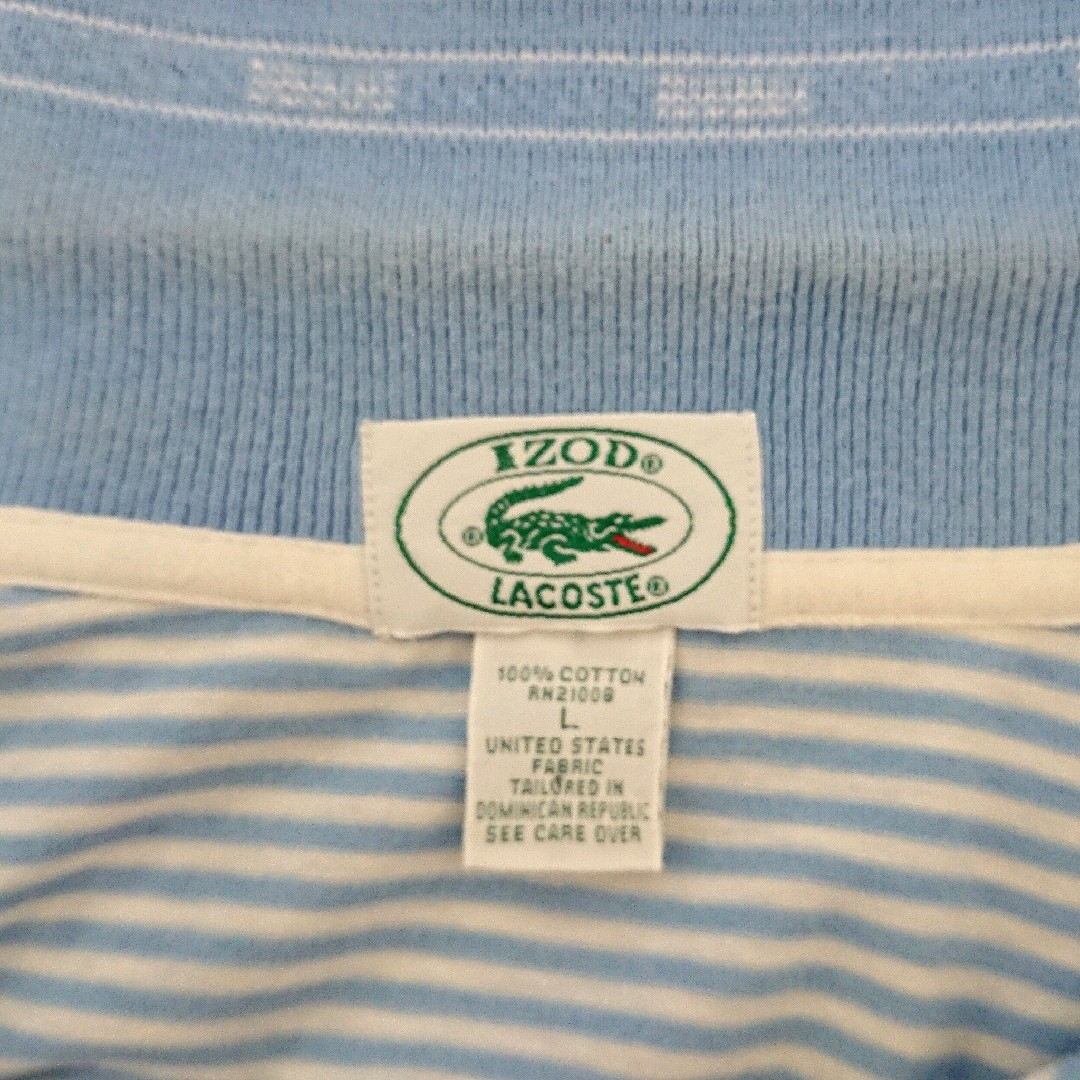 IZOD®
®
LACOSTE®
100% COTTON
RN21008
L
UNITED STATES
FABRIC
TAILORED IN
DOMINICAN REPUBLIC
SEE CARE OVER